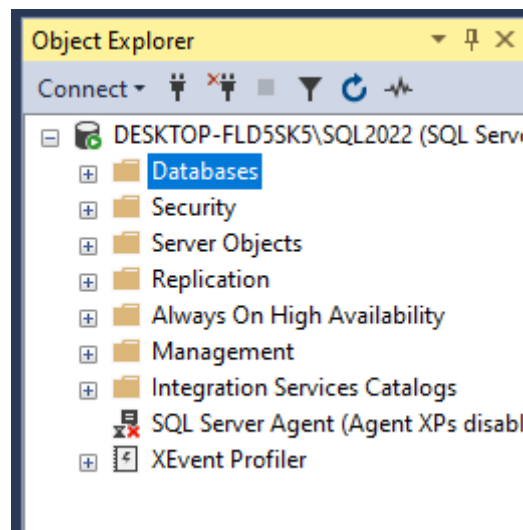 Object Explorer
Connect
DESKTOP-FLD5SK5\SQL2022 (SQL Serve
Databases
Security
Server Objects
Replication
Always On High Availability
Management
Integration Services Catalogs
SQL Server Agent (Agent XPs disabl
XEvent Profiler